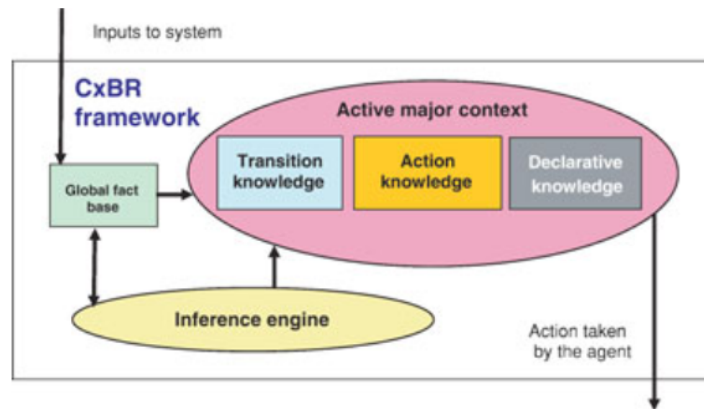 Inputs to system
CxBR
framework
Active major context
Transition
knowledge
Action
knowledge
Declarative
knowledge
Global fact
base
Inference engine
Action taken
by the agent